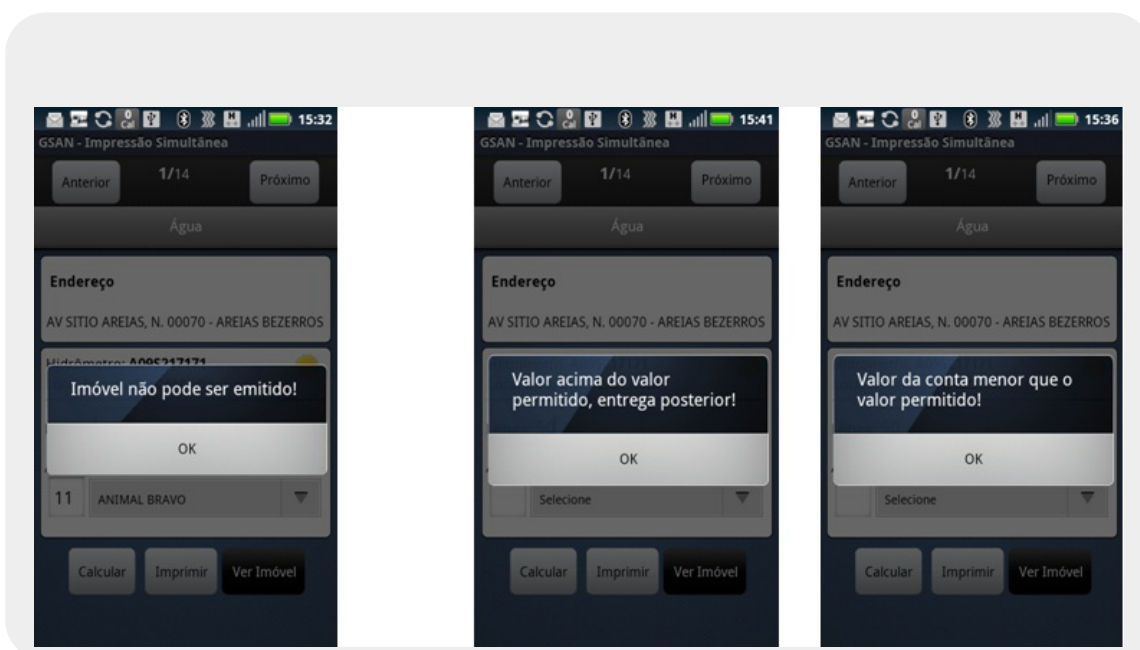 15:32
GSAN - Impressão Simultânea
Anterior
1/14
Próximo
Água
Endereço
AV SITIO AREIAS, N. 00070 - AREIAS BEZERROS
Hidrômetro: A09S217171
Imóvel não pode ser emitido!
OK
11 ANIMAL BRAVO
Calcular Imprimir Ver Imóvel
15:41
GSAN - Impressão Simultânea
Anterior
1/14
Próximo
Água
Endereço
AV SITIO AREIAS, N. 00070 - AREIAS BEZERROS
Valor acima do valor
permitido, entrega posterior!
OK
Selecione
Calcular Imprimir Ver Imóvel
15:36
GSAN - Impressão Simultânea
Anterior
1/14
Próximo
Água
Endereço
AV SITIO AREIAS, N. 00070 - AREIAS BEZERROS
Valor da conta menor que o
valor permitido!
OK
Selecione
Calcular Imprimir Ver Imóvel